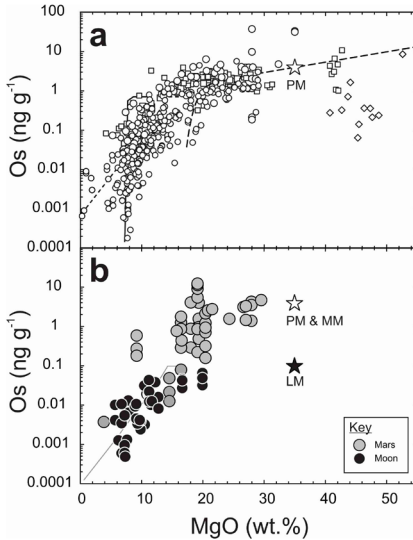 a
100
10
1
0.1
0.01
0.001
0.0001
Os (ng g⁻¹)
PM
b
100
10
1
0.1
0.01
0.001
0.0001
Os (ng g⁻¹)
PM & MM
LM
Key
Mars
Moon
0 10 20 30 40 50
MgO (wt.%)